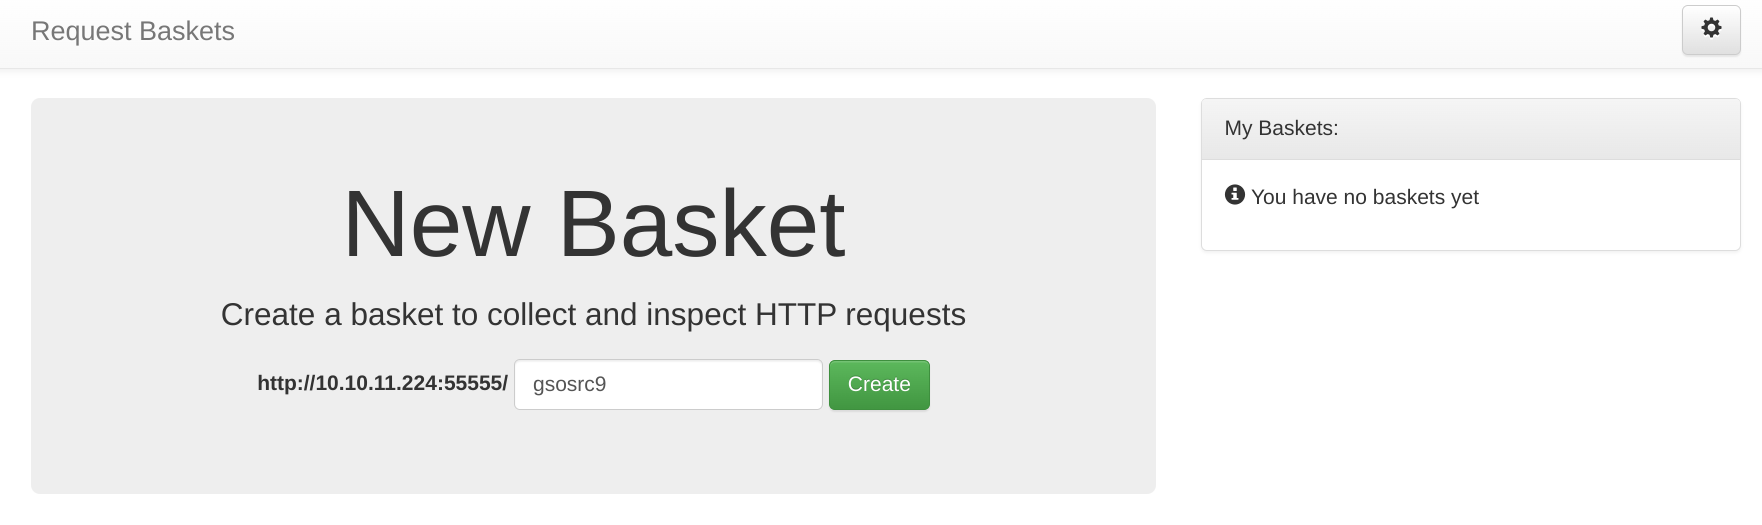 Request Baskets
New Basket
Create a basket to collect and inspect HTTP requests
http://10.10.11.224:55555/ gsosrc9 Create
My Baskets:
You have no baskets yet